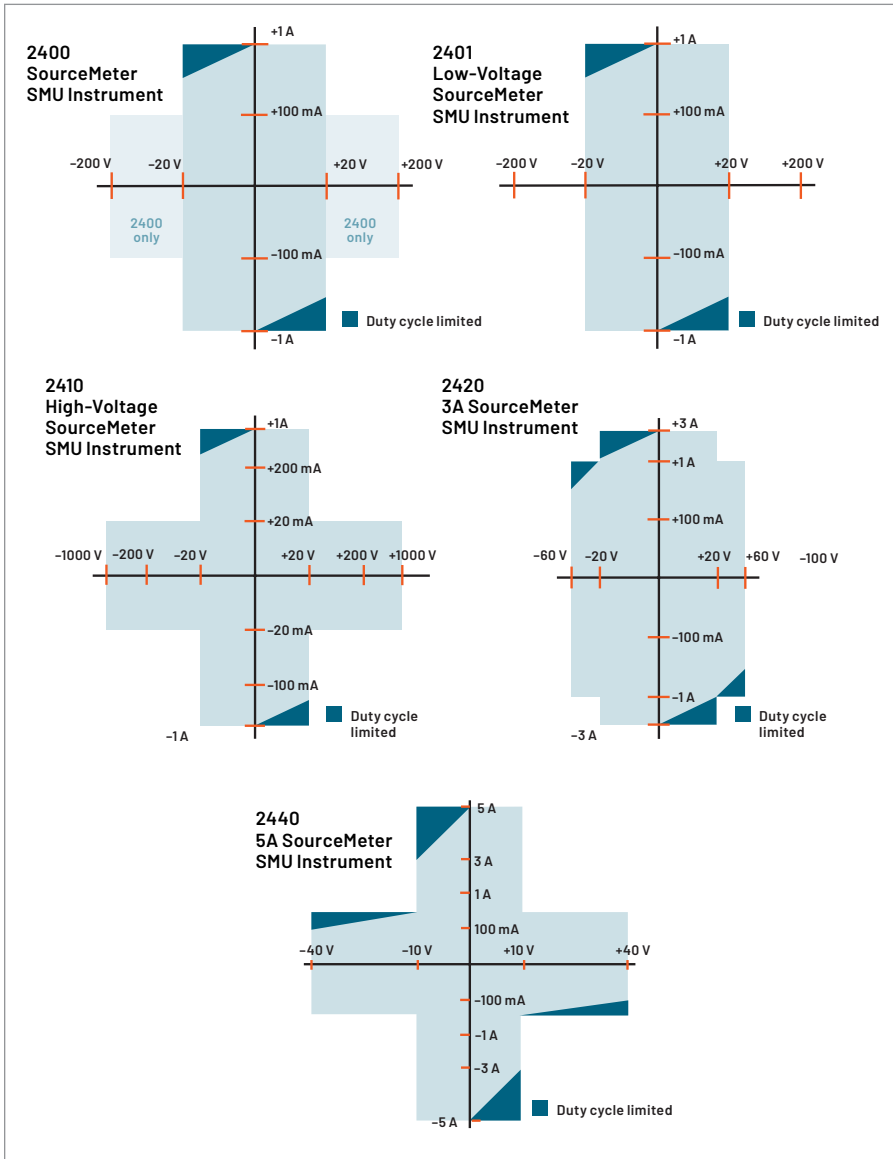 2400
SourceMeter
SMU Instrument
+1 A
+100 mA
–200 V
–20 V
+20 V
+200 V
2400
only
2400
only
–100 mA
–1 A
Duty cycle limited
2401
Low-Voltage
SourceMeter
SMU Instrument
+1 A
+100 mA
–200 V
–20 V
+20 V
+200 V
–100 mA
–1 A
Duty cycle limited
2410
High-Voltage
SourceMeter
SMU Instrument
+1A
+200 mA
+20 mA
–1000 V
–200 V
–20 V
+20 V
+200 V
+1000 V
–20 mA
–100 mA
–1 A
Duty cycle
limited
2420
3A SourceMeter
SMU Instrument
+3 A
+1 A
+100 mA
–60 V
–20 V
+20 V
+60 V
–100 V
–100 mA
–1 A
–3 A
Duty cycle
limited
2440
5A SourceMeter
SMU Instrument
5 A
3 A
1 A
100 mA
–40 V
–10 V
+10 V
+40 V
–100 mA
–1 A
–3 A
–5 A
Duty cycle limited